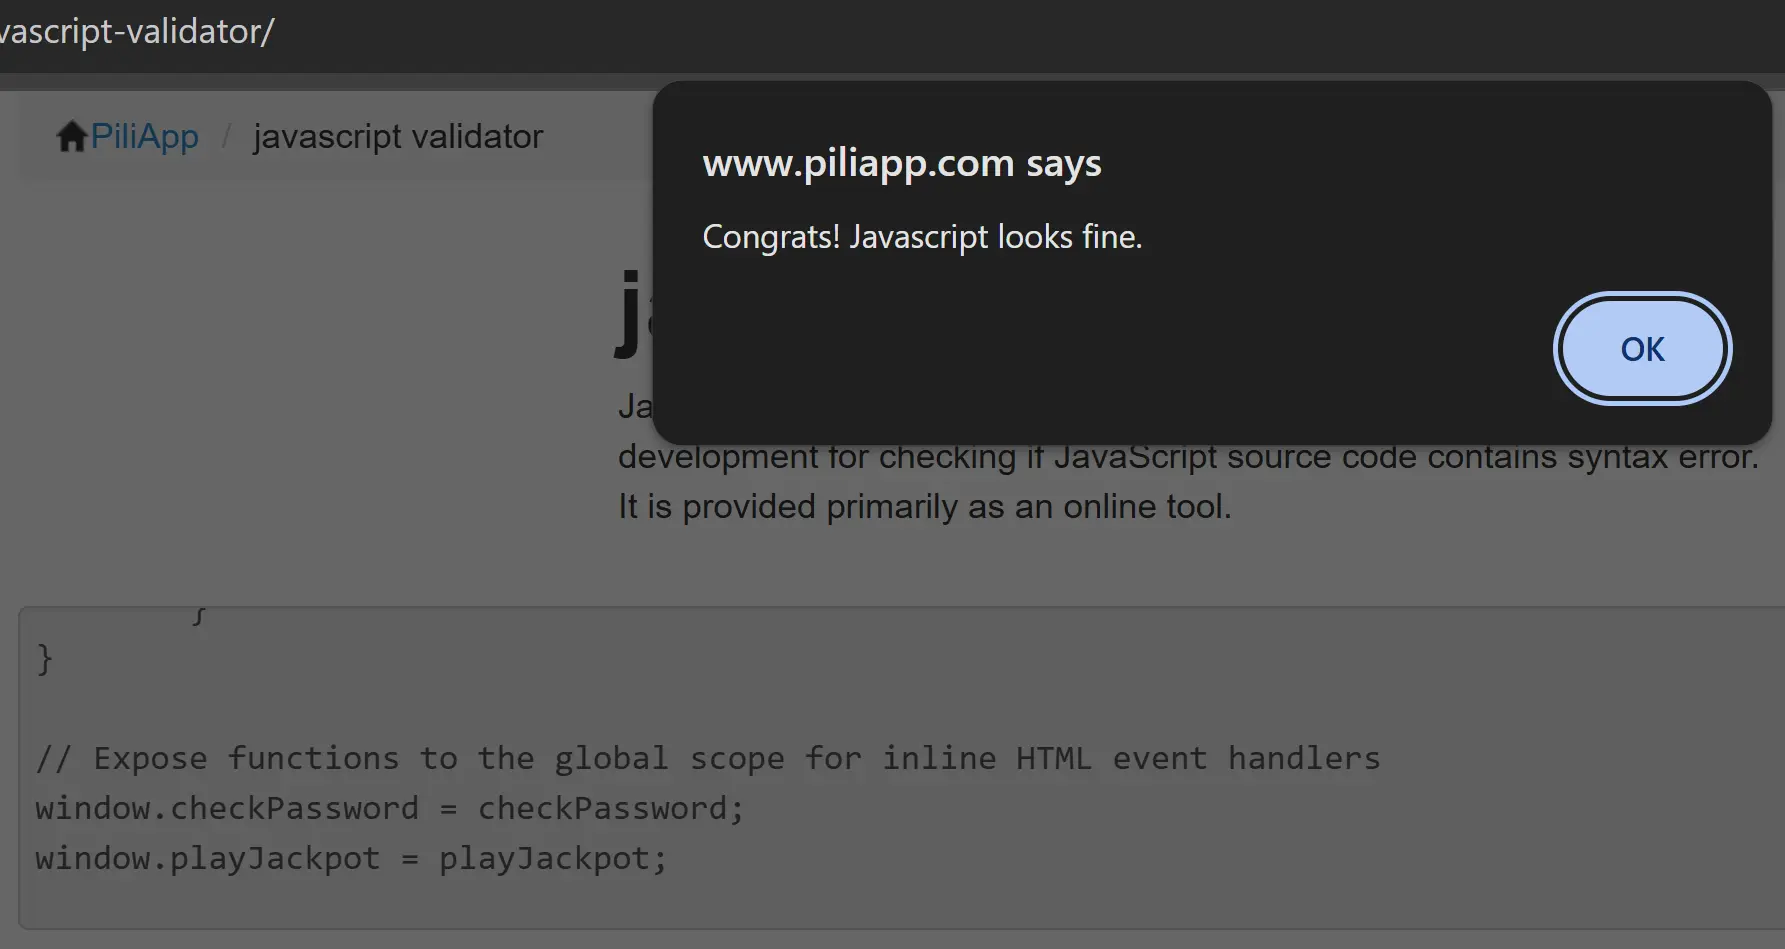 vascript-validator/
PiliApp / javascript validator
www.piliapp.com says
Congrats! Javascript looks fine.
OK
development for checking if JavaScript source code contains syntax error.
It is provided primarily as an online tool.
}
}
// Expose functions to the global scope for inline HTML event handlers
window.checkPassword = checkPassword;
window.playJackpot = playJackpot;